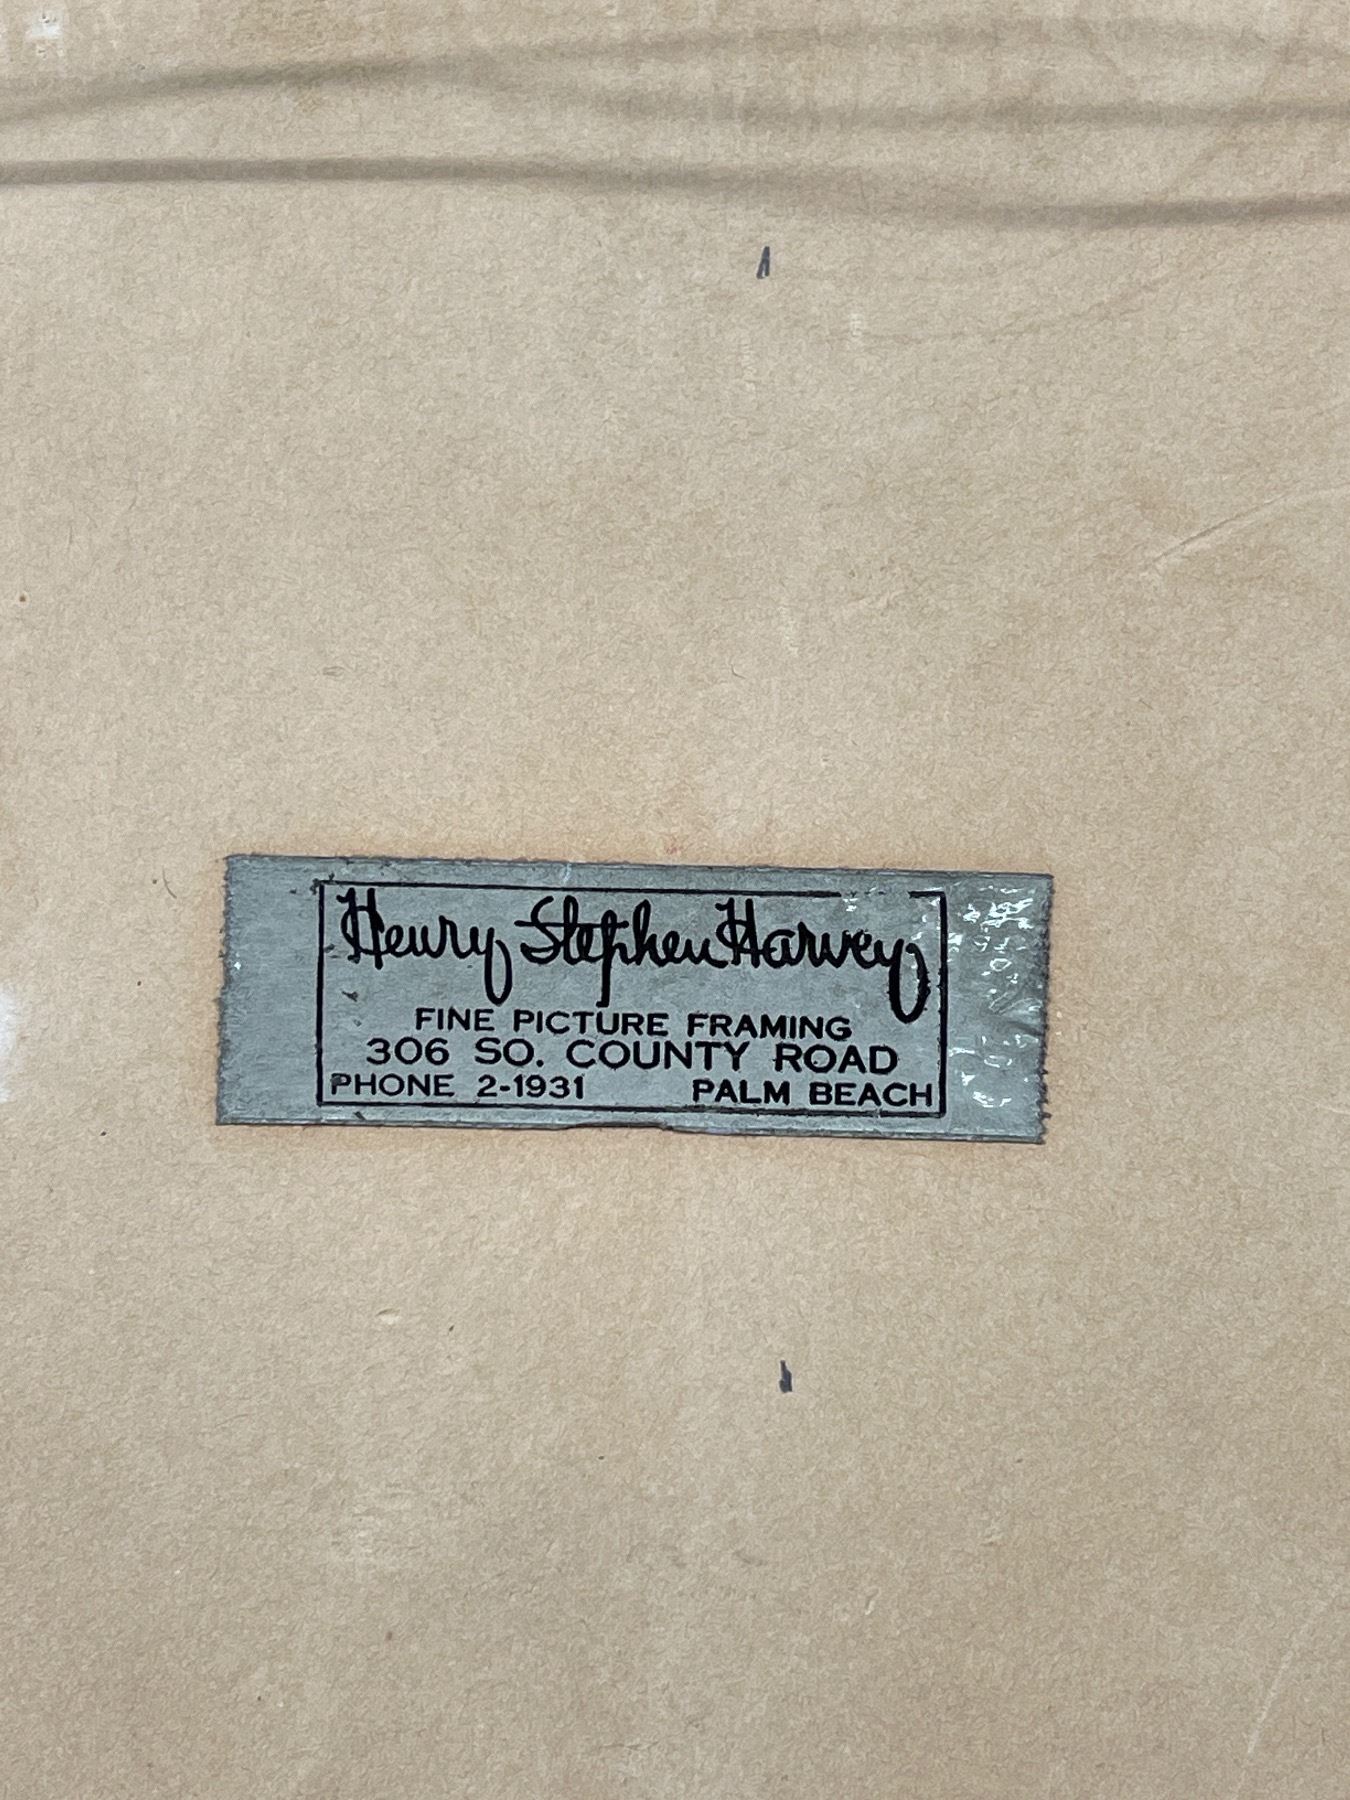 Henry Stephen Harvey
FINE PICTURE FRAMING
306 SO. COUNTY ROAD
PHONE 2-1931 PALM BEACH